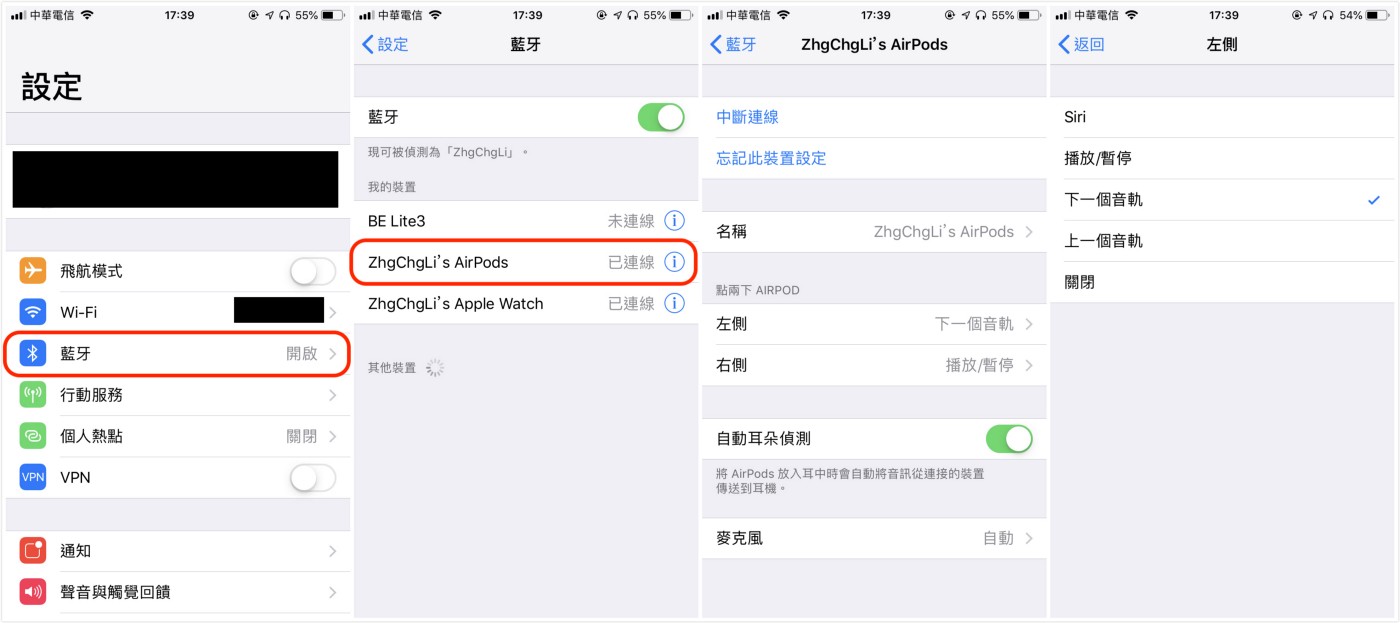 中華電信 17:39 55%
設定
飛航模式
Wi-Fi
藍牙 開啟
行動服務
個人熱點 關閉
VPN VPN
通知
聲音與觸覺回饋
中華電信 17:39 55%
設定 藍牙
藍牙
現可被偵測為「ZhgChgLi」。
我的裝置
BE Lite3 未連線
ZhgChgLi’s AirPods 已連線
ZhgChgLi’s Apple Watch 已連線
其他裝置
中華電信 17:39 55%
藍牙 ZhgChgLi’s AirPods
中斷連線
忘記此裝置設定
名稱 ZhgChgLi’s AirPods
點兩下 AIRPOD
左側 下一個音軌
右側 播放/暫停
自動耳朵偵測
將 AirPods 放入耳中時會自動將音訊從連接的裝置
傳送到耳機。
麥克風 自動
中華電信 17:39 54%
返回 左側
Siri
播放/暫停
下一個音軌
上一個音軌
關閉